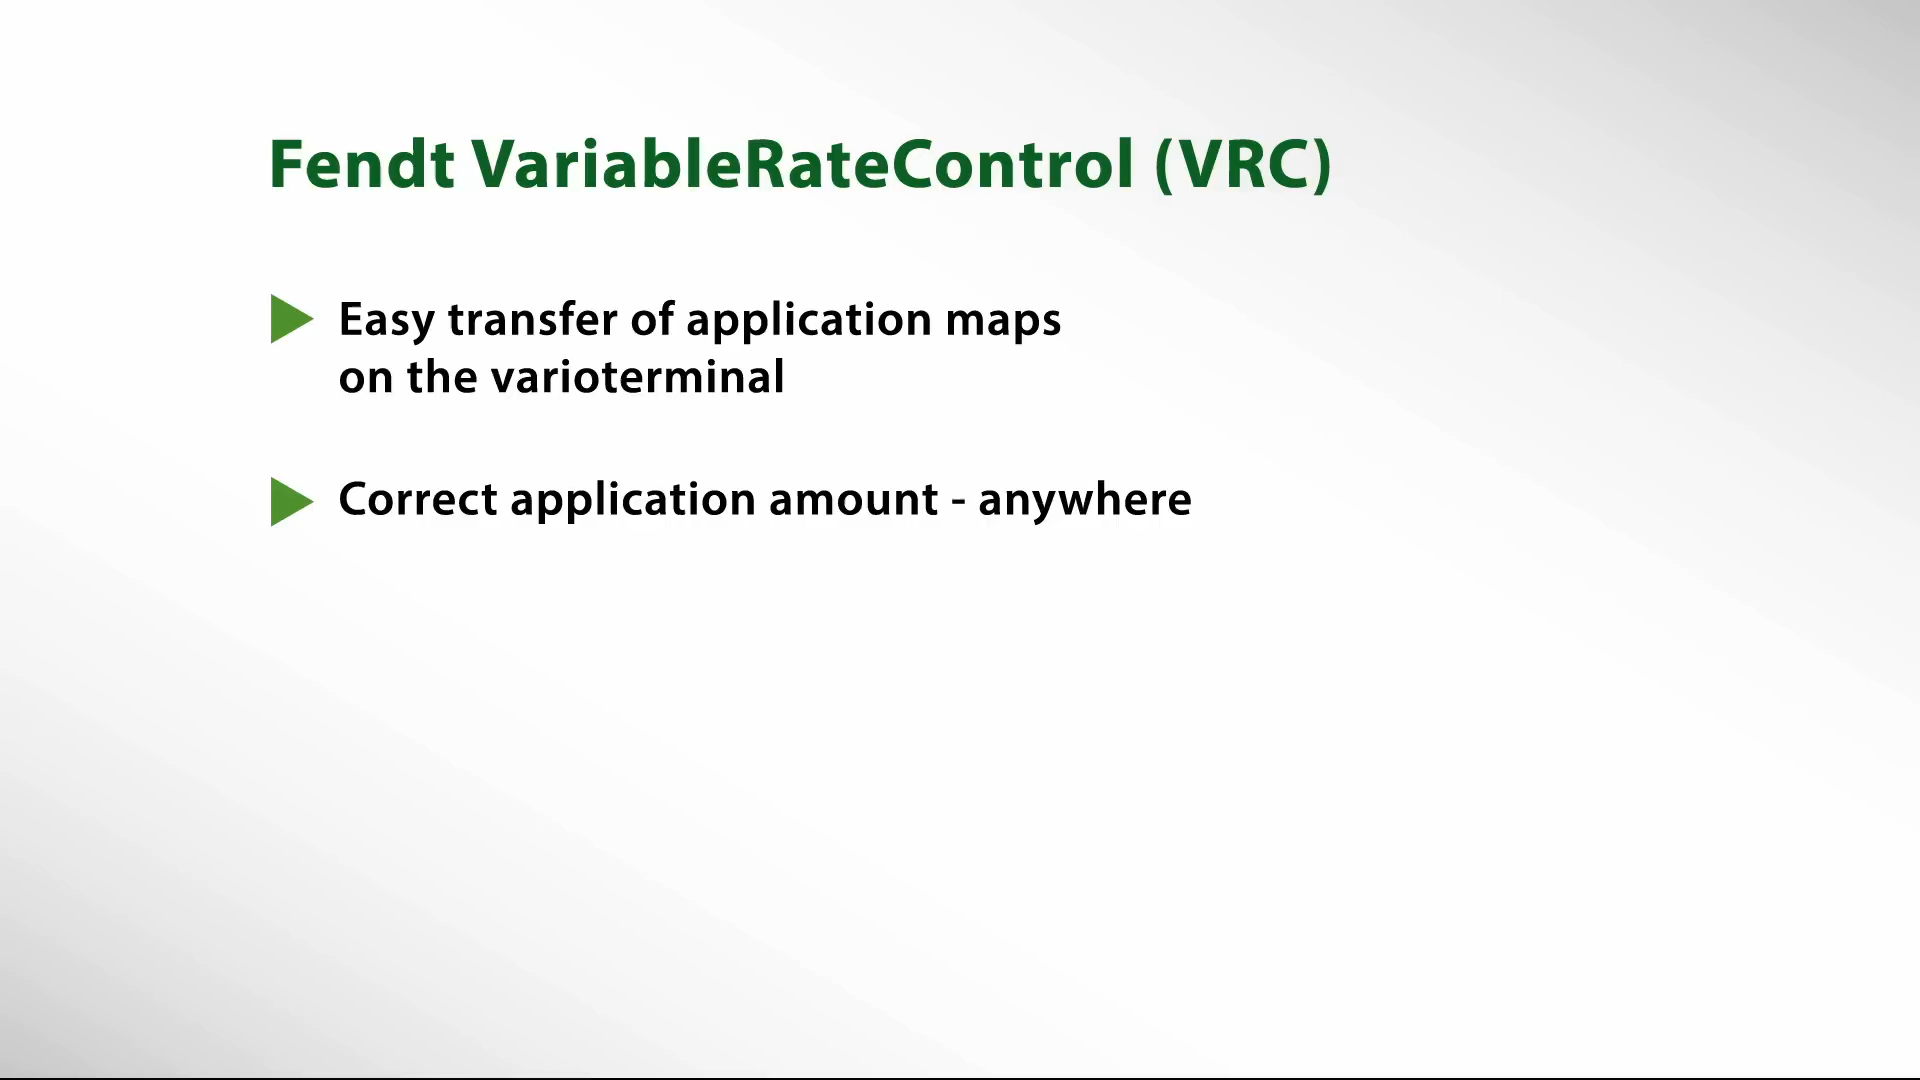 Fendt VariableRateControl (VRC)
Easy transfer of application maps
on the varioterminal
Correct application amount - anywhere